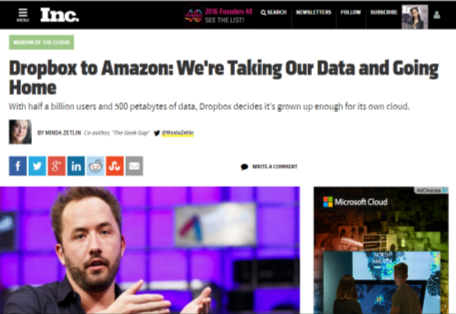 MENU
Inc.
2016 Founders 40
SEE THE LIST!
SEARCH
NEWSLETTERS
FOLLOW
SUBSCRIBE
WISDOM OF THE CLOUD
Dropbox to Amazon: We're Taking Our Data and Going
Home
With half a billion users and 500 petabytes of data, Dropbox decides it's grown up enough for its own cloud.
BY MINDA ZETLIN Co-author, 'The Geek Gap' @MindaZetlin
WRITE A COMMENT
AdChoices
Microsoft Cloud
NORTH
AMERICA